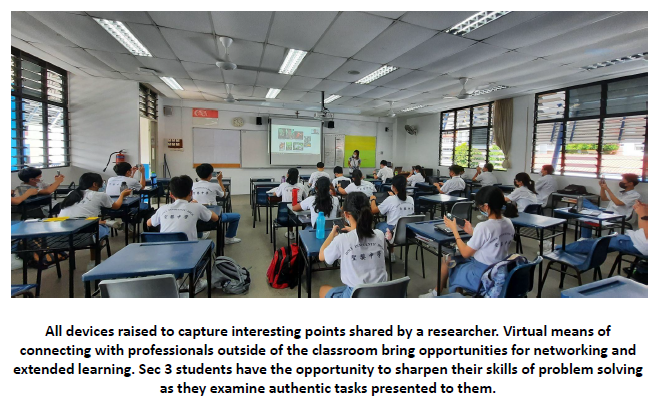 All devices raised to capture interesting points shared by a researcher. Virtual means of
connecting with professionals outside of the classroom bring opportunities for networking and
extended learning. Sec 3 students have the opportunity to sharpen their skills of problem solving
as they examine authentic tasks presented to them.